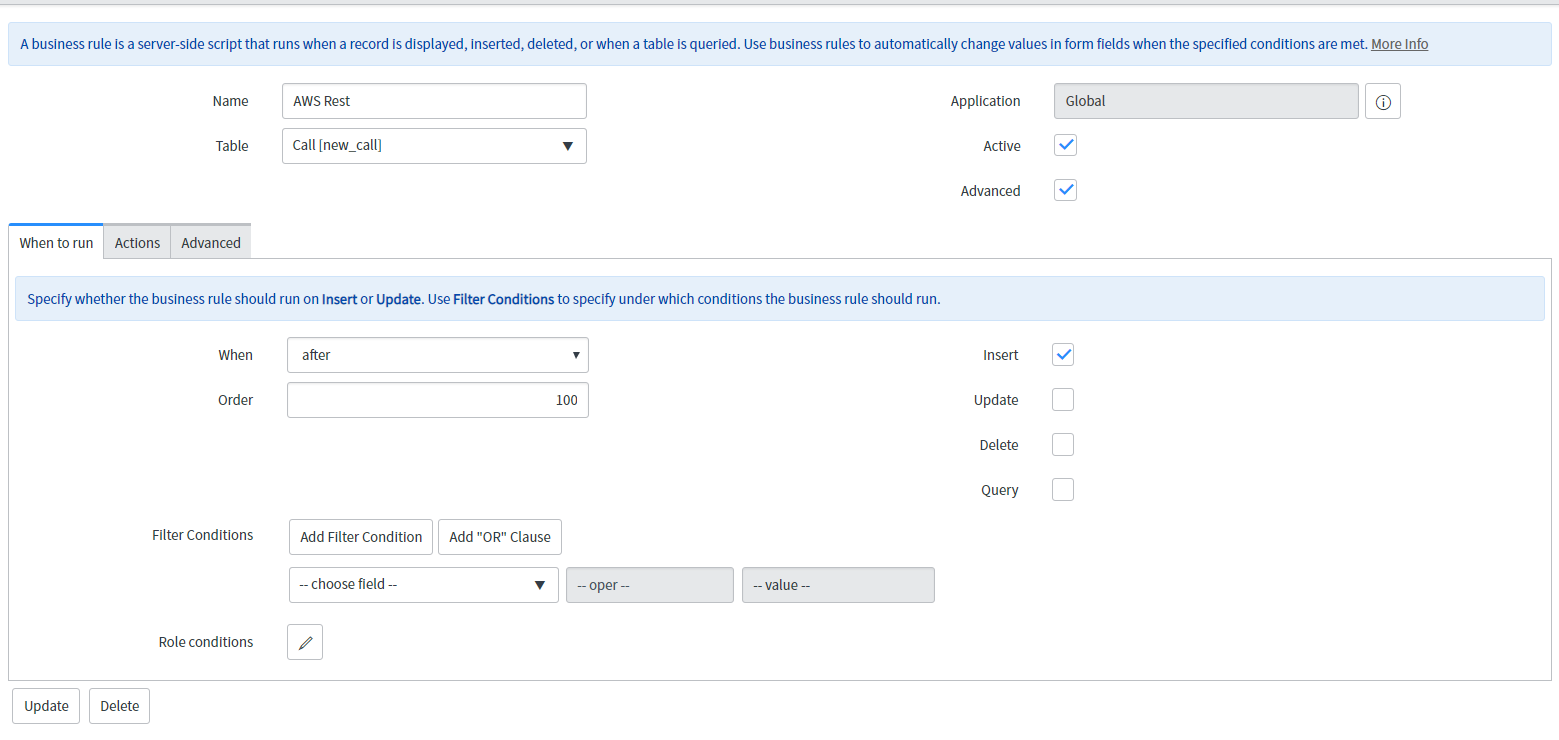 A business rule is a server-side script that runs when a record is displayed, inserted, deleted, or when a table is queried. Use business rules to automatically change values in form fields when the specified conditions are met. More Info
Name AWS Rest Application Global
Table Call [new_call] Active
Advanced
When to run Actions Advanced
Specify whether the business rule should run on Insert or Update. Use Filter Conditions to specify under which conditions the business rule should run.
When after Insert
Order 100 Update
Delete
Query
Filter Conditions Add Filter Condition Add "OR" Clause
-- choose field -- -- oper -- -- value --
Role conditions
Update Delete